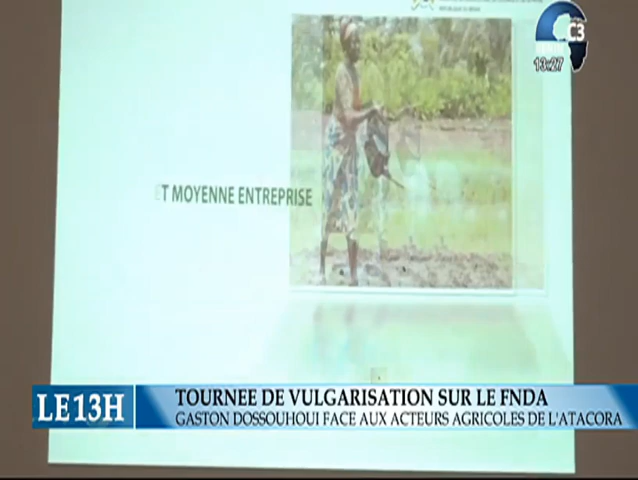 C3
13:27
ET MOYENNE ENTREPRISE
LE13H
TOURNEE DE VULGARISATION SUR LE FNDA
GASTON DOSSOUHOUI FACE AUX ACTEURS AGRICOLES DE L'ATACORA